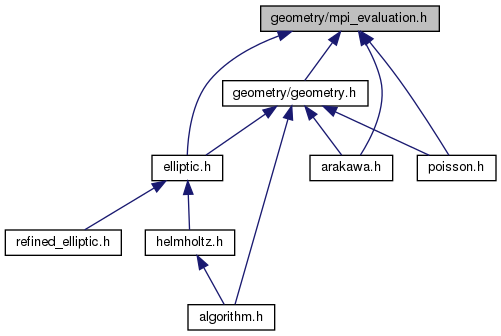 geometry/mpi_evaluation.h
geometry/geometry.h
elliptic.h
arakawa.h
poisson.h
refined_elliptic.h
helmholtz.h
algorithm.h